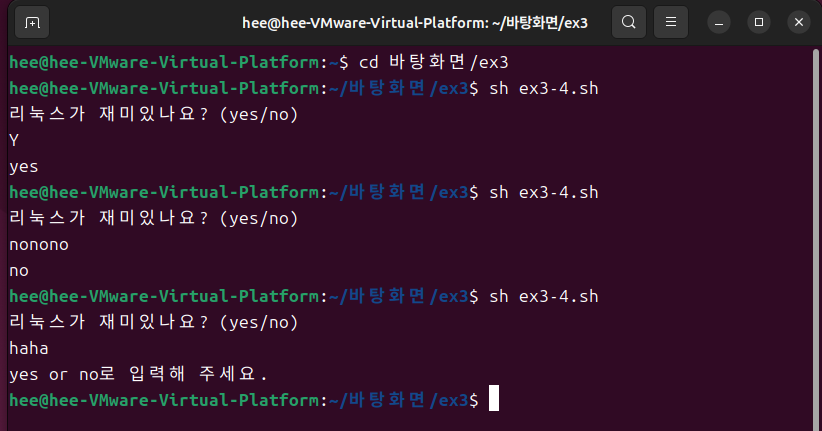 hee@hee-VMware-Virtual-Platform: ~/바탕화면/ex3
hee@hee-VMware-Virtual-Platform:~$ cd 바탕화면/ex3
hee@hee-VMware-Virtual-Platform:~/바탕화면/ex3$ sh ex3-4.sh
리눅스가 재미있나요? (yes/no)
Y
yes
hee@hee-VMware-Virtual-Platform:~/바탕화면/ex3$ sh ex3-4.sh
리눅스가 재미있나요? (yes/no)
nonono
no
hee@hee-VMware-Virtual-Platform:~/바탕화면/ex3$ sh ex3-4.sh
리눅스가 재미있나요? (yes/no)
haha
yes or no로 입력해 주세요.
hee@hee-VMware-Virtual-Platform:~/바탕화면/ex3$